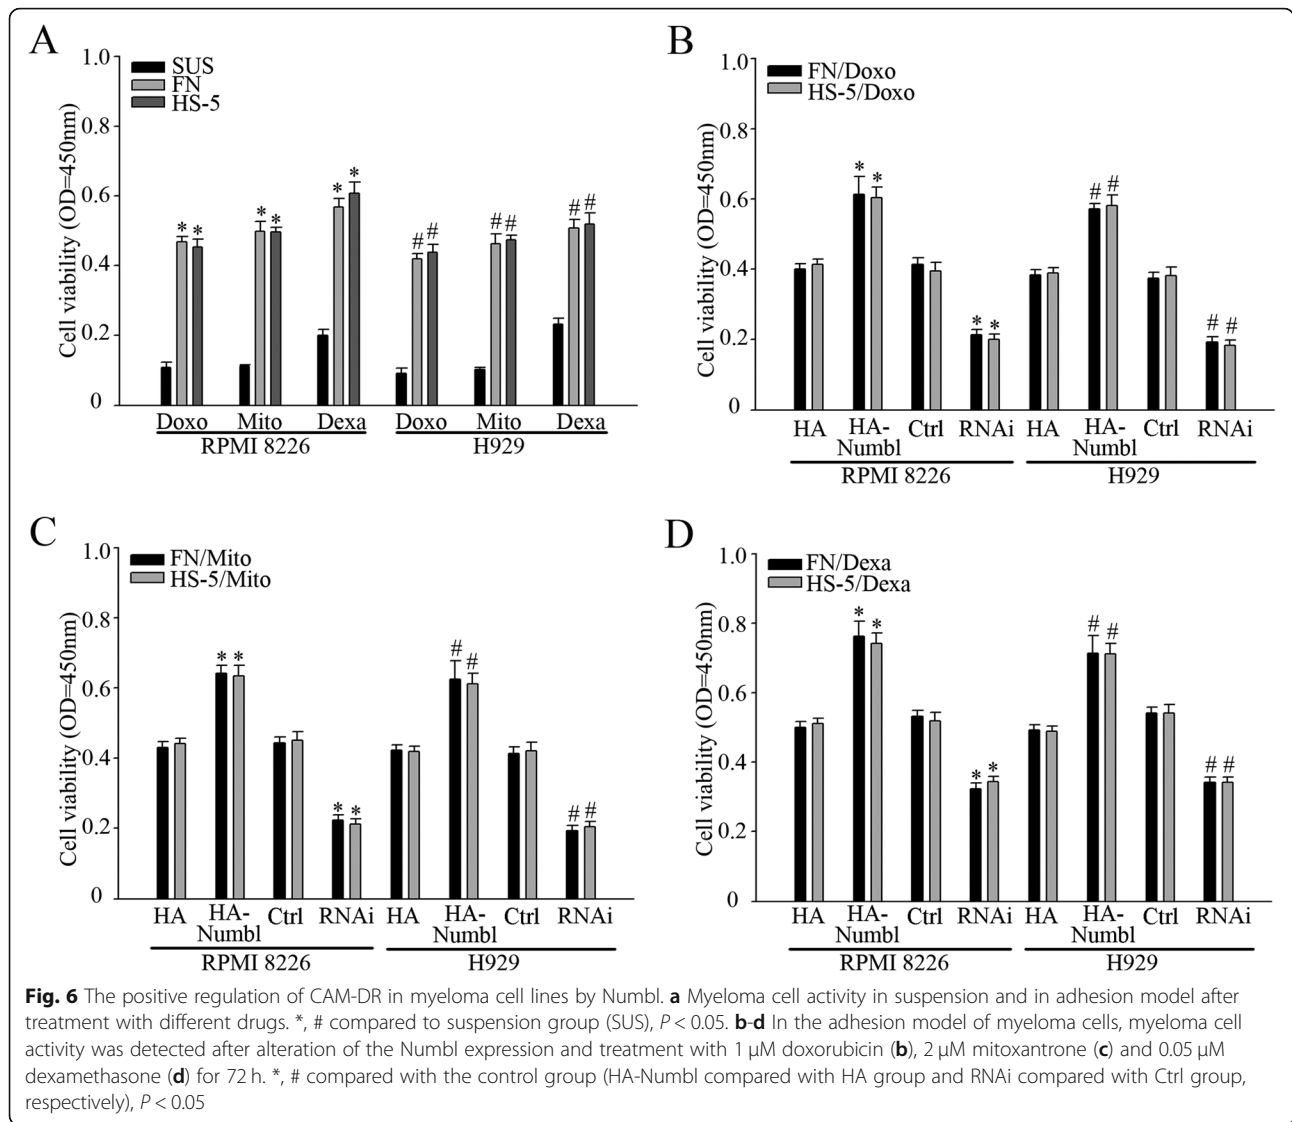 A
Cell viability (OD=450nm)
1.0
0.8
0.6
0.4
0.2
0
SUS
FN
HS-5
* * * * * * # # # # # #
Doxo Mito Dexa Doxo Mito Dexa
RPMI 8226 H929
B
Cell viability (OD=450nm)
1.0
0.8
0.6
0.4
0.2
0
FN/Doxo
HS-5/Doxo
* * # #
* * # #
HA HA-Numbl Ctrl RNAi HA HA-Numbl Ctrl RNAi
RPMI 8226 H929
C
Cell viability (OD=450nm)
1.0
0.8
0.6
0.4
0.2
0
FN/Mito
HS-5/Mito
* * # #
* * # #
HA HA-Numbl Ctrl RNAi HA HA-Numbl Ctrl RNAi
RPMI 8226 H929
D
Cell viability (OD=450nm)
1.0
0.8
0.6
0.4
0.2
0
FN/Dexa
HS-5/Dexa
* * # #
* * # #
HA HA-Numbl Ctrl RNAi HA HA-Numbl Ctrl RNAi
RPMI 8226 H929
Fig. 6 The positive regulation of CAM-DR in myeloma cell lines by Numbl. a Myeloma cell activity in suspension and in adhesion model after
treatment with different drugs. *, # compared to suspension group (SUS), P < 0.05. b-d In the adhesion model of myeloma cells, myeloma cell
activity was detected after alteration of the Numbl expression and treatment with 1 μM doxorubicin (b), 2 μM mitoxantrone (c) and 0.05 μM
dexamethasone (d) for 72 h. *, # compared with the control group (HA-Numbl compared with HA group and RNAi compared with Ctrl group,
respectively), P < 0.05